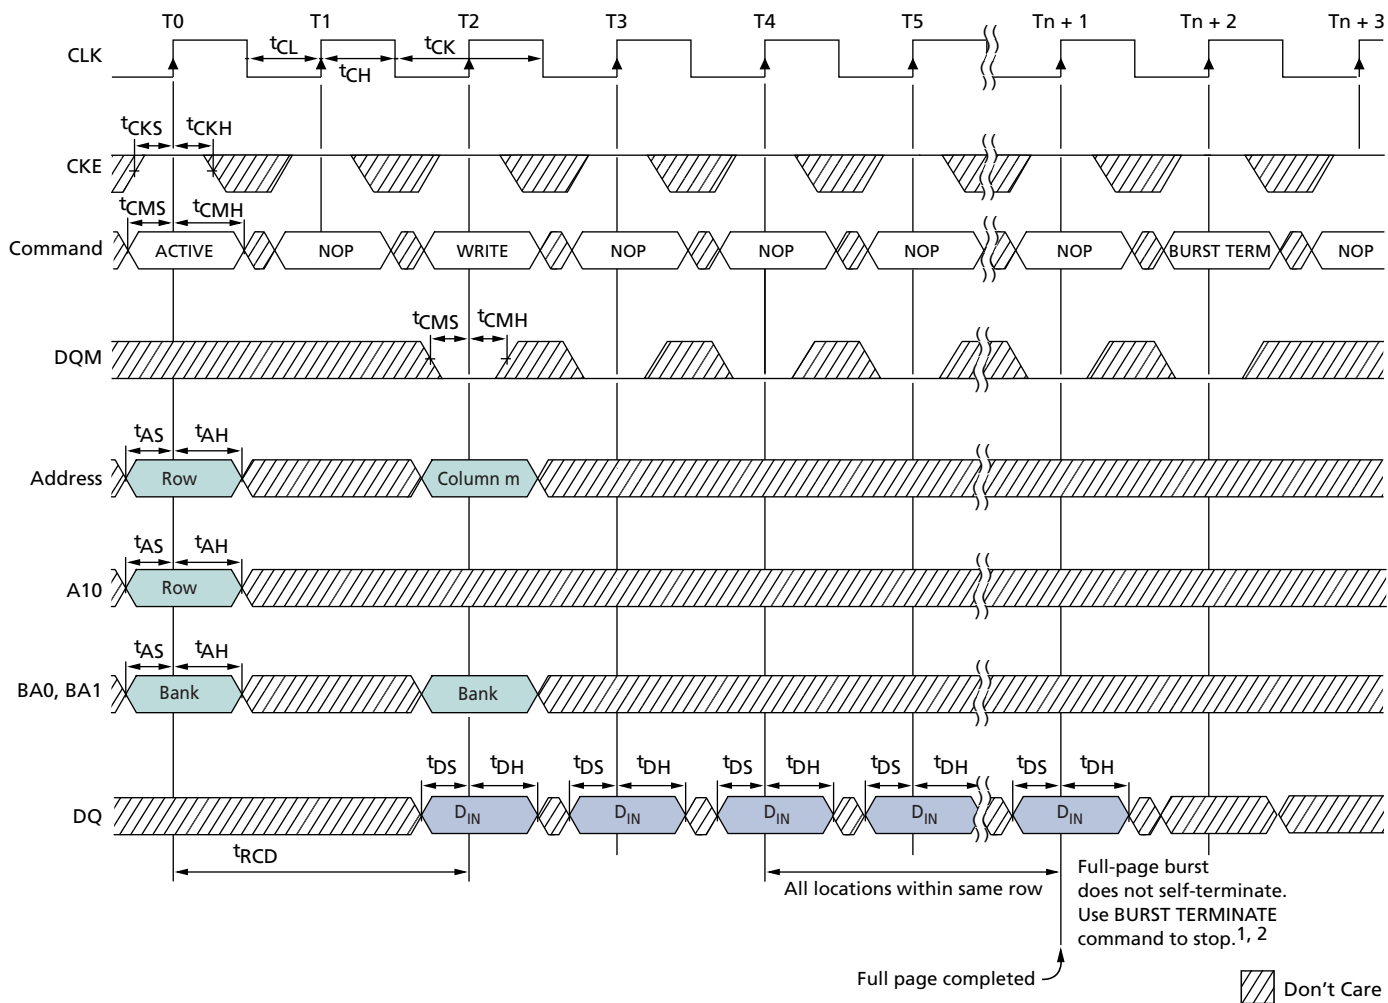 T0 T1 T2 T3 T4 T5 Tn + 1 Tn + 2 Tn + 3
CLK
tCL tCK
tCH
tCKS tCKH
CKE
tCMS tCMH
Command ACTIVE NOP WRITE NOP NOP NOP NOP BURST TERM NOP
tCMS tCMH
DQM
tAS tAH
Address Row Column m
tAS tAH
A10 Row
tAS tAH
BA0, BA1 Bank Bank
tDS tDH tDS tDH tDS tDH tDS tDH tDS tDH
DQ DIN DIN DIN DIN DIN
tRCD
All locations within same row
Full-page burst
does not self-terminate.
Use BURST TERMINATE
command to stop.1, 2
Full page completed
Don't Care